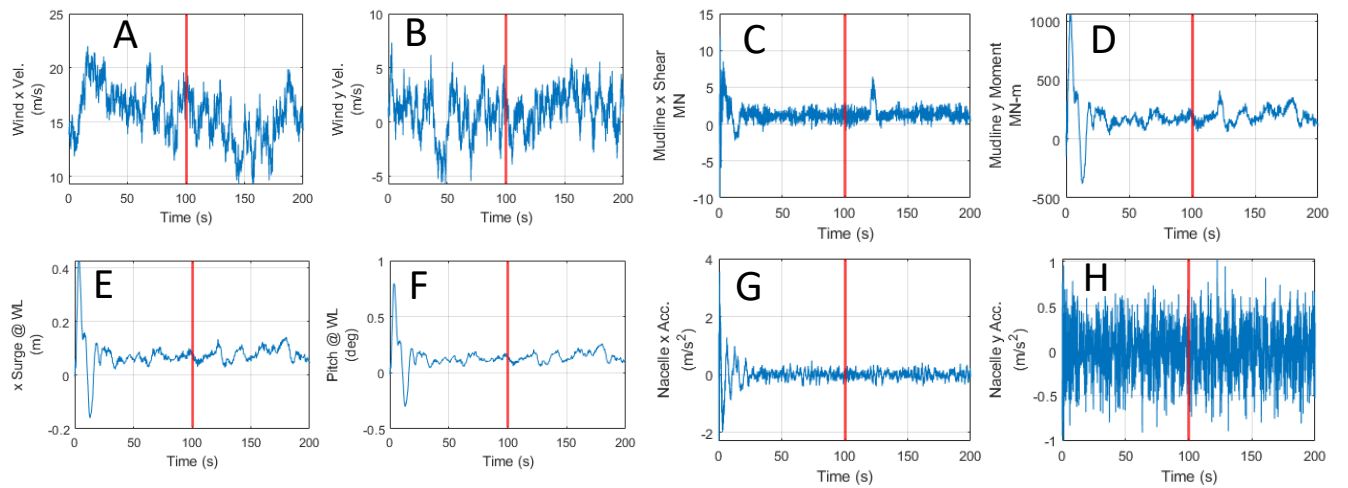 A
Wind x Vel.
(m/s)
25
20
15
10
0 50 100 150 200
Time (s)
B
Wind y Vel.
(m/s)
10
5
0
-5
0 50 100 150 200
Time (s)
C
Mudline x Shear
MN
15
10
5
0
-5
-10
0 50 100 150 200
Time (s)
D
Mudline y Moment
MN-m
1000
500
0
-500
0 50 100 150 200
Time (s)
E
x Surge @ WL
(m)
0.4
0.2
0
-0.2
0 50 100 150 200
Time (s)
F
Pitch @ WL
(deg)
1
0.5
0
-0.5
0 50 100 150 200
Time (s)
G
Nacelle x Acc.
(m/s²)
4
2
0
-2
0 50 100 150 200
Time (s)
H
Nacelle y Acc.
(m/s²)
1
0.5
0
-0.5
-1
0 50 100 150 200
Time (s)